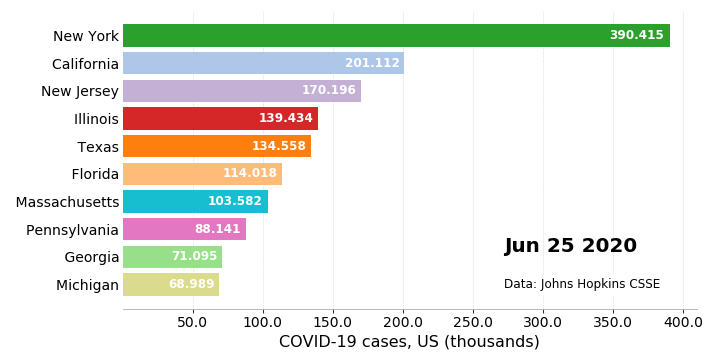 New York 390.415
California 201.112
New Jersey 170.196
Illinois 139.434
Texas 134.558
Florida 114.018
Massachusetts 103.582
Pennsylvania 88.141
Georgia 71.095
Michigan 68.989
Jun 25 2020
Data: Johns Hopkins CSSE
50.0 100.0 150.0 200.0 250.0 300.0 350.0 400.0
COVID-19 cases, US (thousands)